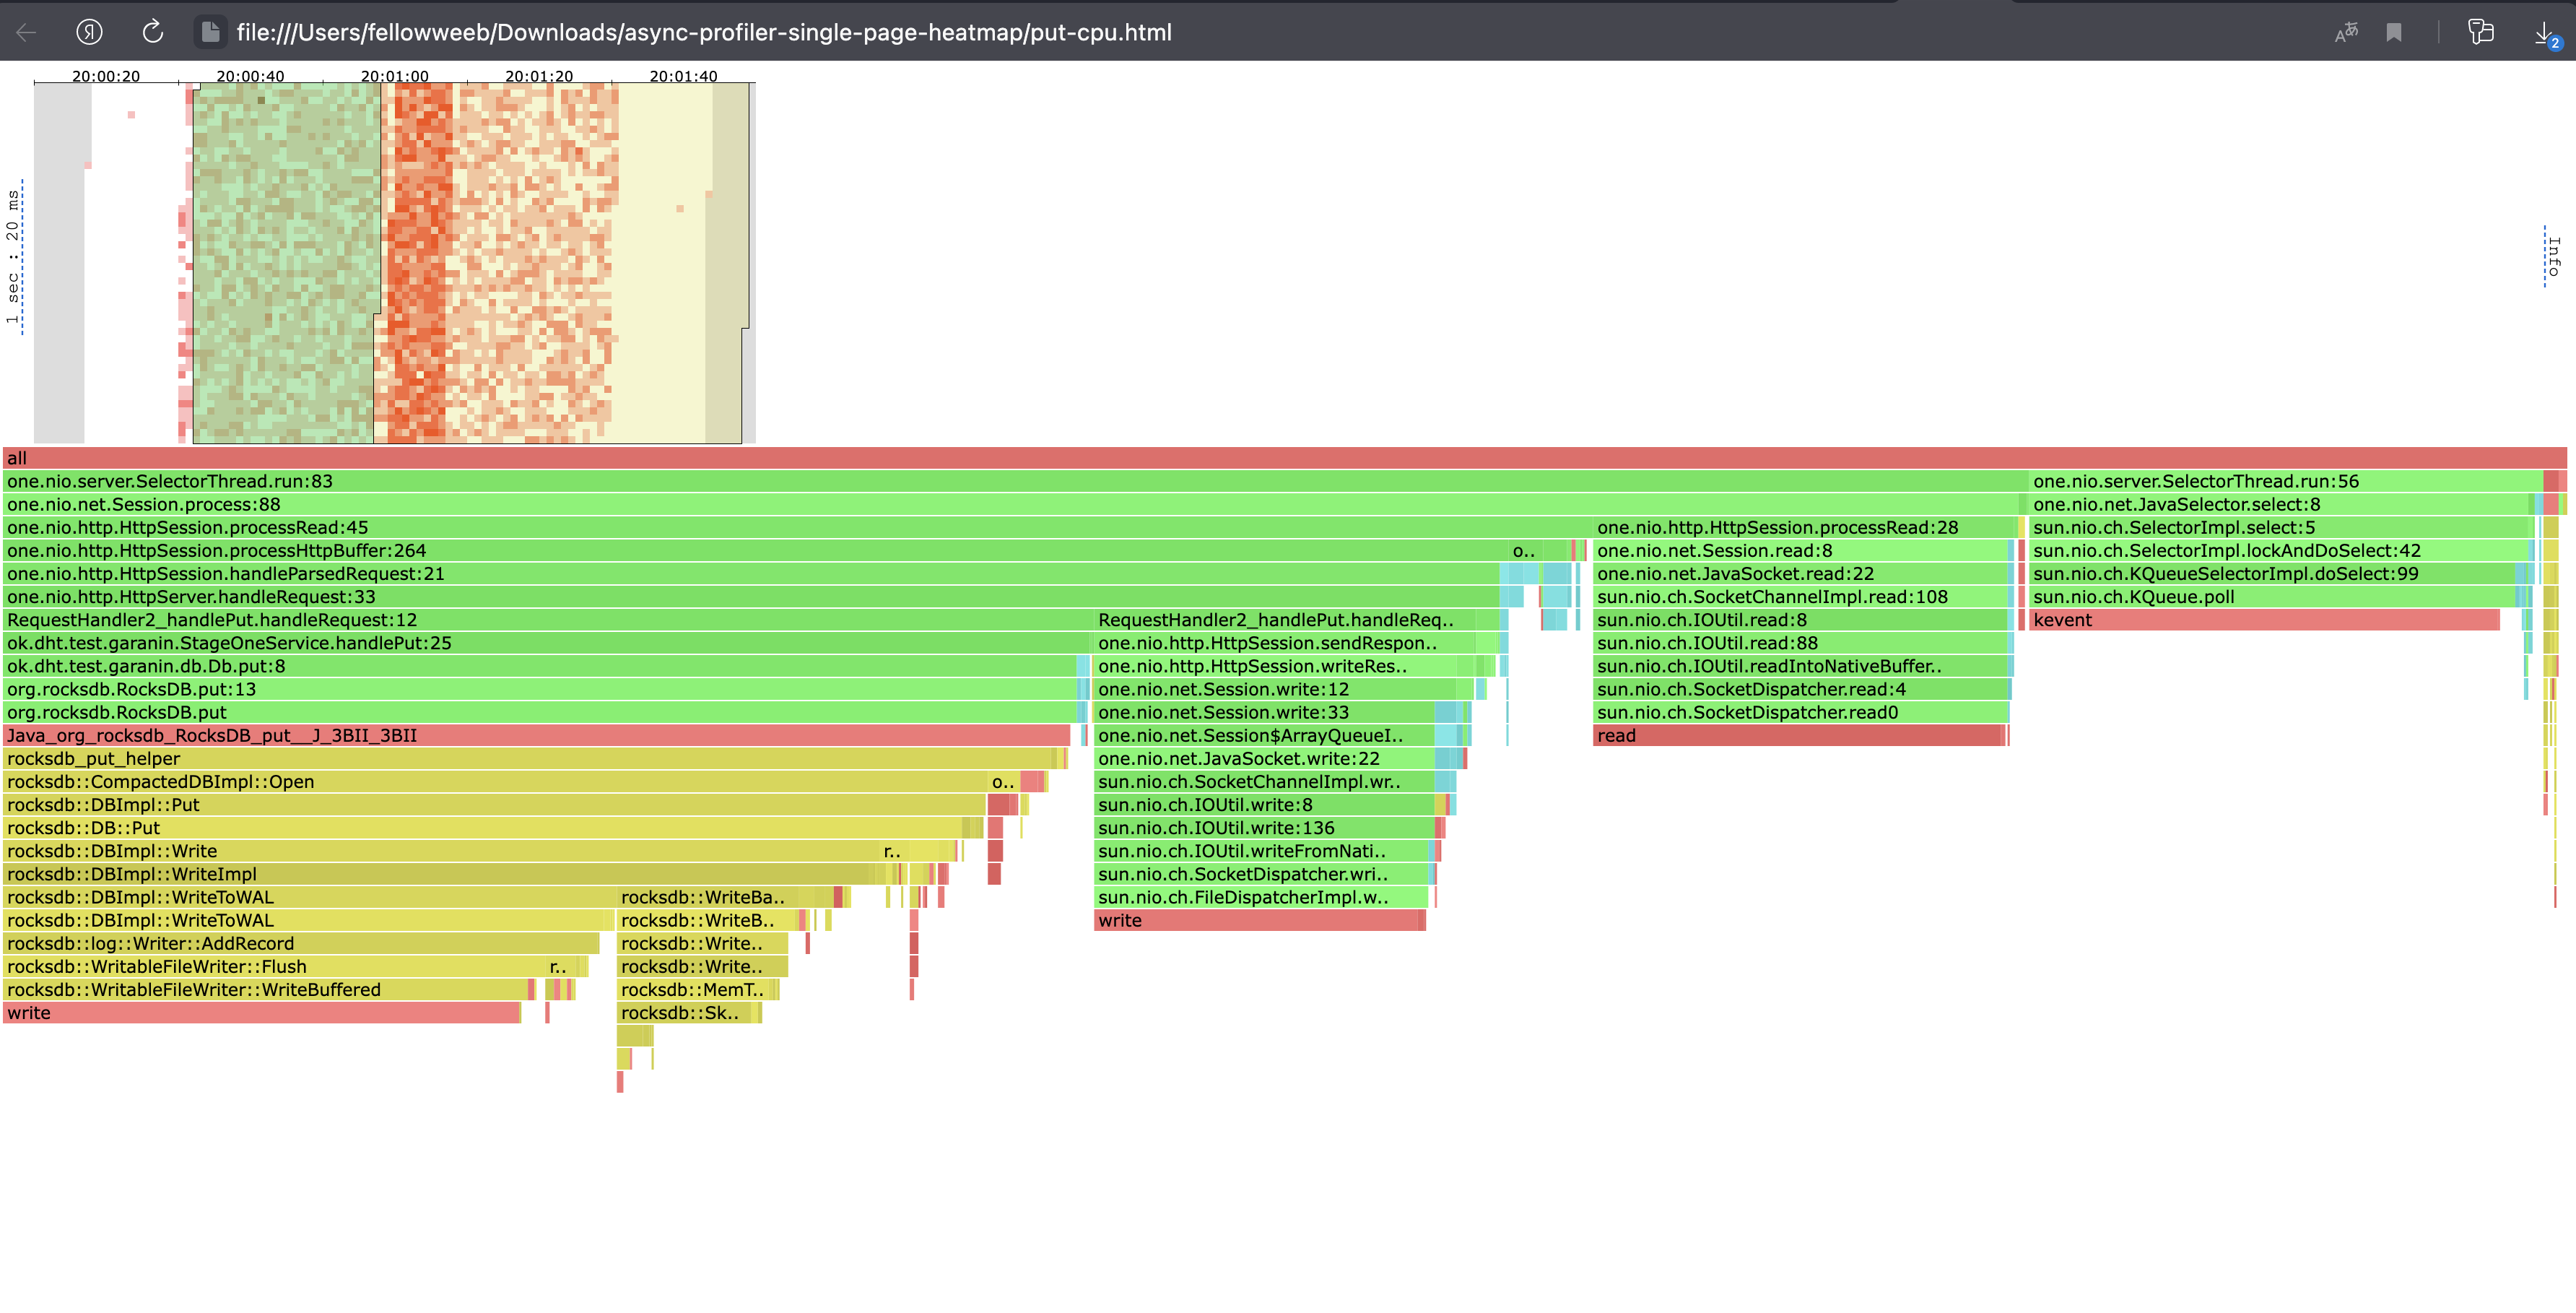 file:///Users/fellowweeb/Downloads/async-profiler-single-page-heatmap/put-cpu.html
2
20:00:20 20:00:40 20:01:00 20:01:20 20:01:40
1 sec : 20 ms
Info
all
one.nio.server.SelectorThread.run:83 one.nio.server.SelectorThread.run:56
one.nio.net.Session.process:88 one.nio.net.JavaSelector.select:8
one.nio.http.HttpSession.processRead:45 one.nio.http.HttpSession.processRead:28 sun.nio.ch.SelectorImpl.select:5
one.nio.http.HttpSession.processHttpBuffer:264 o.. one.nio.net.Session.read:8 sun.nio.ch.SelectorImpl.lockAndDoSelect:42
one.nio.http.HttpSession.handleParsedRequest:21 one.nio.net.JavaSocket.read:22 sun.nio.ch.KQueueSelectorImpl.doSelect:99
one.nio.http.HttpServer.handleRequest:33 sun.nio.ch.SocketChannelImpl.read:108 sun.nio.ch.KQueue.poll
RequestHandler2_handlePut.handleRequest:12 RequestHandler2_handlePut.handleReq.. sun.nio.ch.IOUtil.read:8 kevent
ok.dht.test.garanin.StageOneService.handlePut:25 one.nio.http.HttpSession.sendRespon.. sun.nio.ch.IOUtil.read:88
ok.dht.test.garanin.db.Db.put:8 one.nio.http.HttpSession.writeRes.. sun.nio.ch.IOUtil.readIntoNativeBuffer..
org.rocksdb.RocksDB.put:13 one.nio.net.Session.write:12 sun.nio.ch.SocketDispatcher.read:4
org.rocksdb.RocksDB.put one.nio.net.Session.write:33 sun.nio.ch.SocketDispatcher.read0
Java_org_rocksdb_RocksDB_put__J_3BII_3BII one.nio.net.Session$ArrayQueueI.. read
rocksdb_put_helper one.nio.net.JavaSocket.write:22
rocksdb::CompactedDBImpl::Open o.. sun.nio.ch.SocketChannelImpl.wr..
rocksdb::DBImpl::Put sun.nio.ch.IOUtil.write:8
rocksdb::DB::Put sun.nio.ch.IOUtil.write:136
rocksdb::DBImpl::Write r.. sun.nio.ch.IOUtil.writeFromNati..
rocksdb::DBImpl::WriteImpl sun.nio.ch.SocketDispatcher.wri..
rocksdb::DBImpl::WriteToWAL rocksdb::WriteBa.. sun.nio.ch.FileDispatcherImpl.w..
rocksdb::DBImpl::WriteToWAL rocksdb::WriteB.. write
rocksdb::log::Writer::AddRecord rocksdb::Write..
rocksdb::WritableFileWriter::Flush r.. rocksdb::Write..
rocksdb::WritableFileWriter::WriteBuffered rocksdb::MemT..
write rocksdb::Sk..